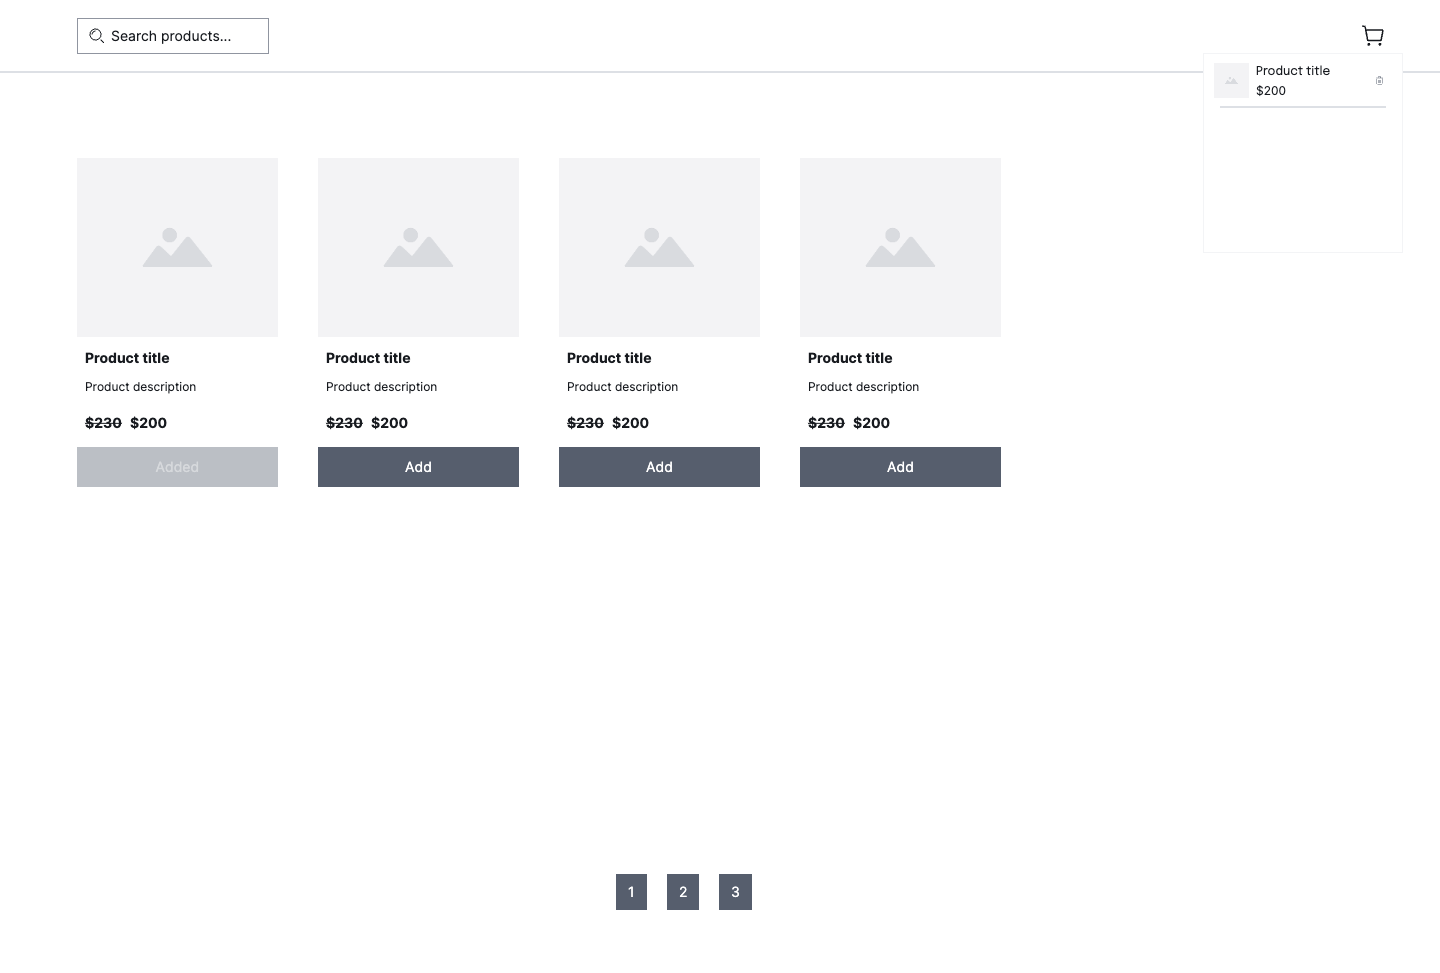 Search products...
Product title
$200
Product title
Product description
$230 $200
Added
Product title
Product description
$230 $200
Add
Product title
Product description
$230 $200
Add
Product title
Product description
$230 $200
Add
1 2 3